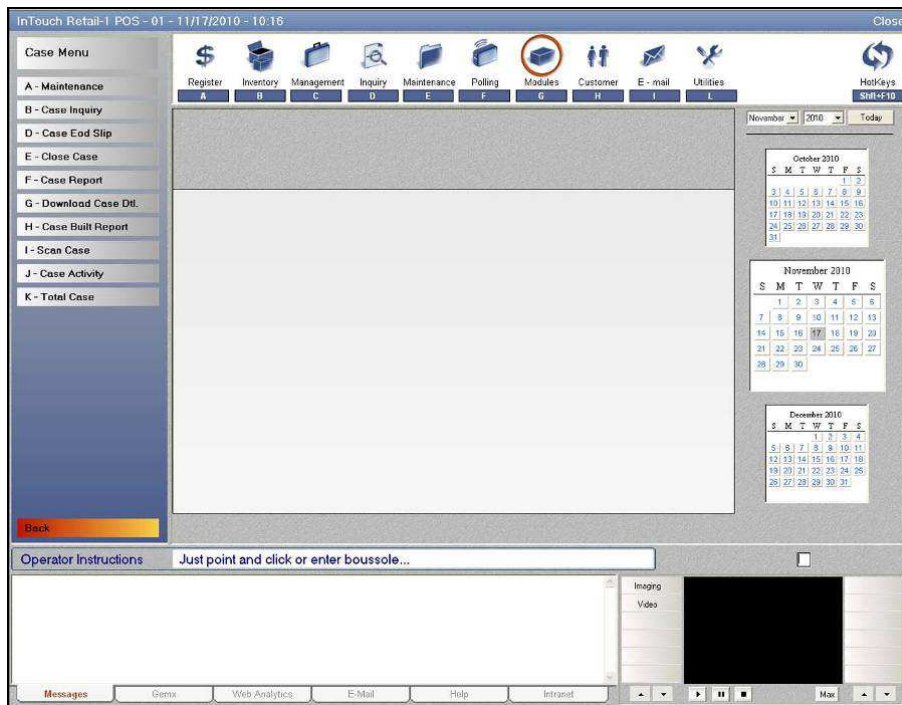 InTouch Retail-1 POS - 01 - 11/17/2010 - 10:16 Close
Case Menu
A - Maintenance
B - Case Inquiry
D - Case Eod Slip
E - Close Case
F - Case Report
G - Download Case Dtl.
H - Case Built Report
I - Scan Case
J - Case Activity
K - Total Case
Back
Register Inventory Management Inquiry Maintenance Polling Modules Customer E - mail Utilities HotKeys
A B C D E F G H I L Shft+F10
November 2010 Today
October 2010
S M T W T F S
1 2
3 4 5 6 7 8 9
10 11 12 13 14 15 16
17 18 19 20 21 22 23
24 25 26 27 28 29 30
31
November 2010
S M T W T F S
1 2 3 4 5 6
7 8 9 10 11 12 13
14 15 16 17 18 19 20
21 22 23 24 25 26 27
28 29 30
December 2010
S M T W T F S
1 2 3 4
5 6 7 8 9 10 11
12 13 14 15 16 17 18
19 20 21 22 23 24 25
26 27 28 29 30 31
Operator Instructions Just point and click or enter boussole...
Imaging
Video
Messages Gemx Web Analytics E-Mail Help Intranet Max